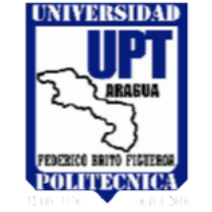 UNIVERSIDAD
UPT
ARAGUA
FEDERICO BRITO FIGUEROA
POLITECNICA